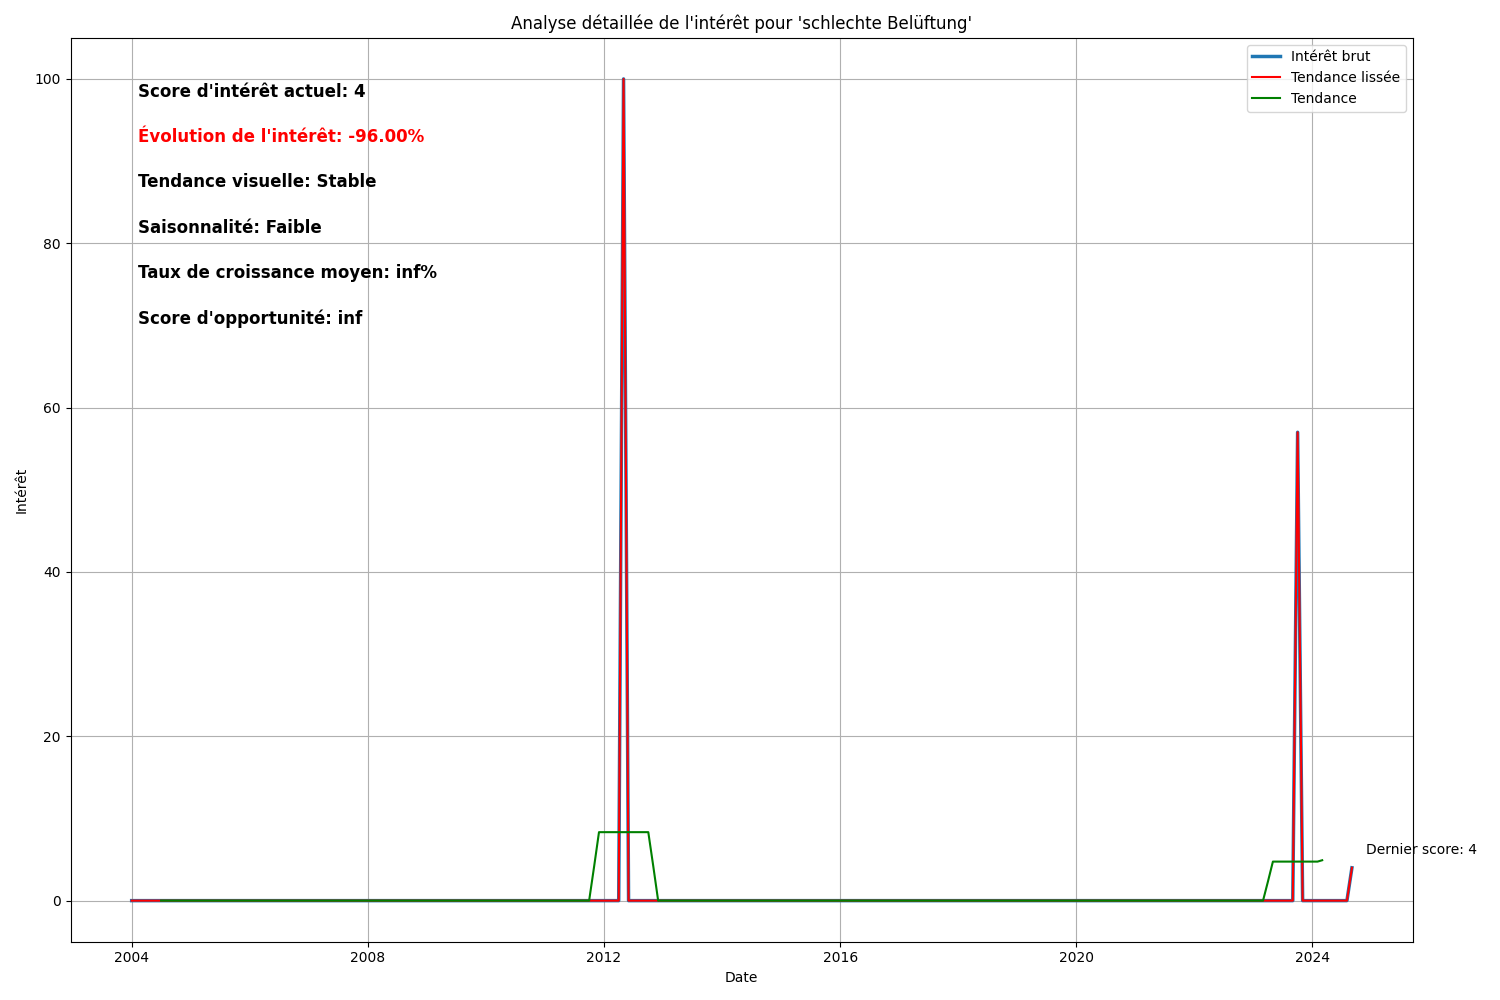 Analyse détaillée de l'intérêt pour 'schlechte Belüftung'
Intérêt brut
Tendance lissée
Tendance
Score d'intérêt actuel: 4
Évolution de l'intérêt: -96.00%
Tendance visuelle: Stable
Saisonnalité: Faible
Taux de croissance moyen: inf%
Score d'opportunité: inf
100
80
60
40
20
0
Intérêt
Dernier score: 4
2004
2008
2012
2016
2020
2024
Date